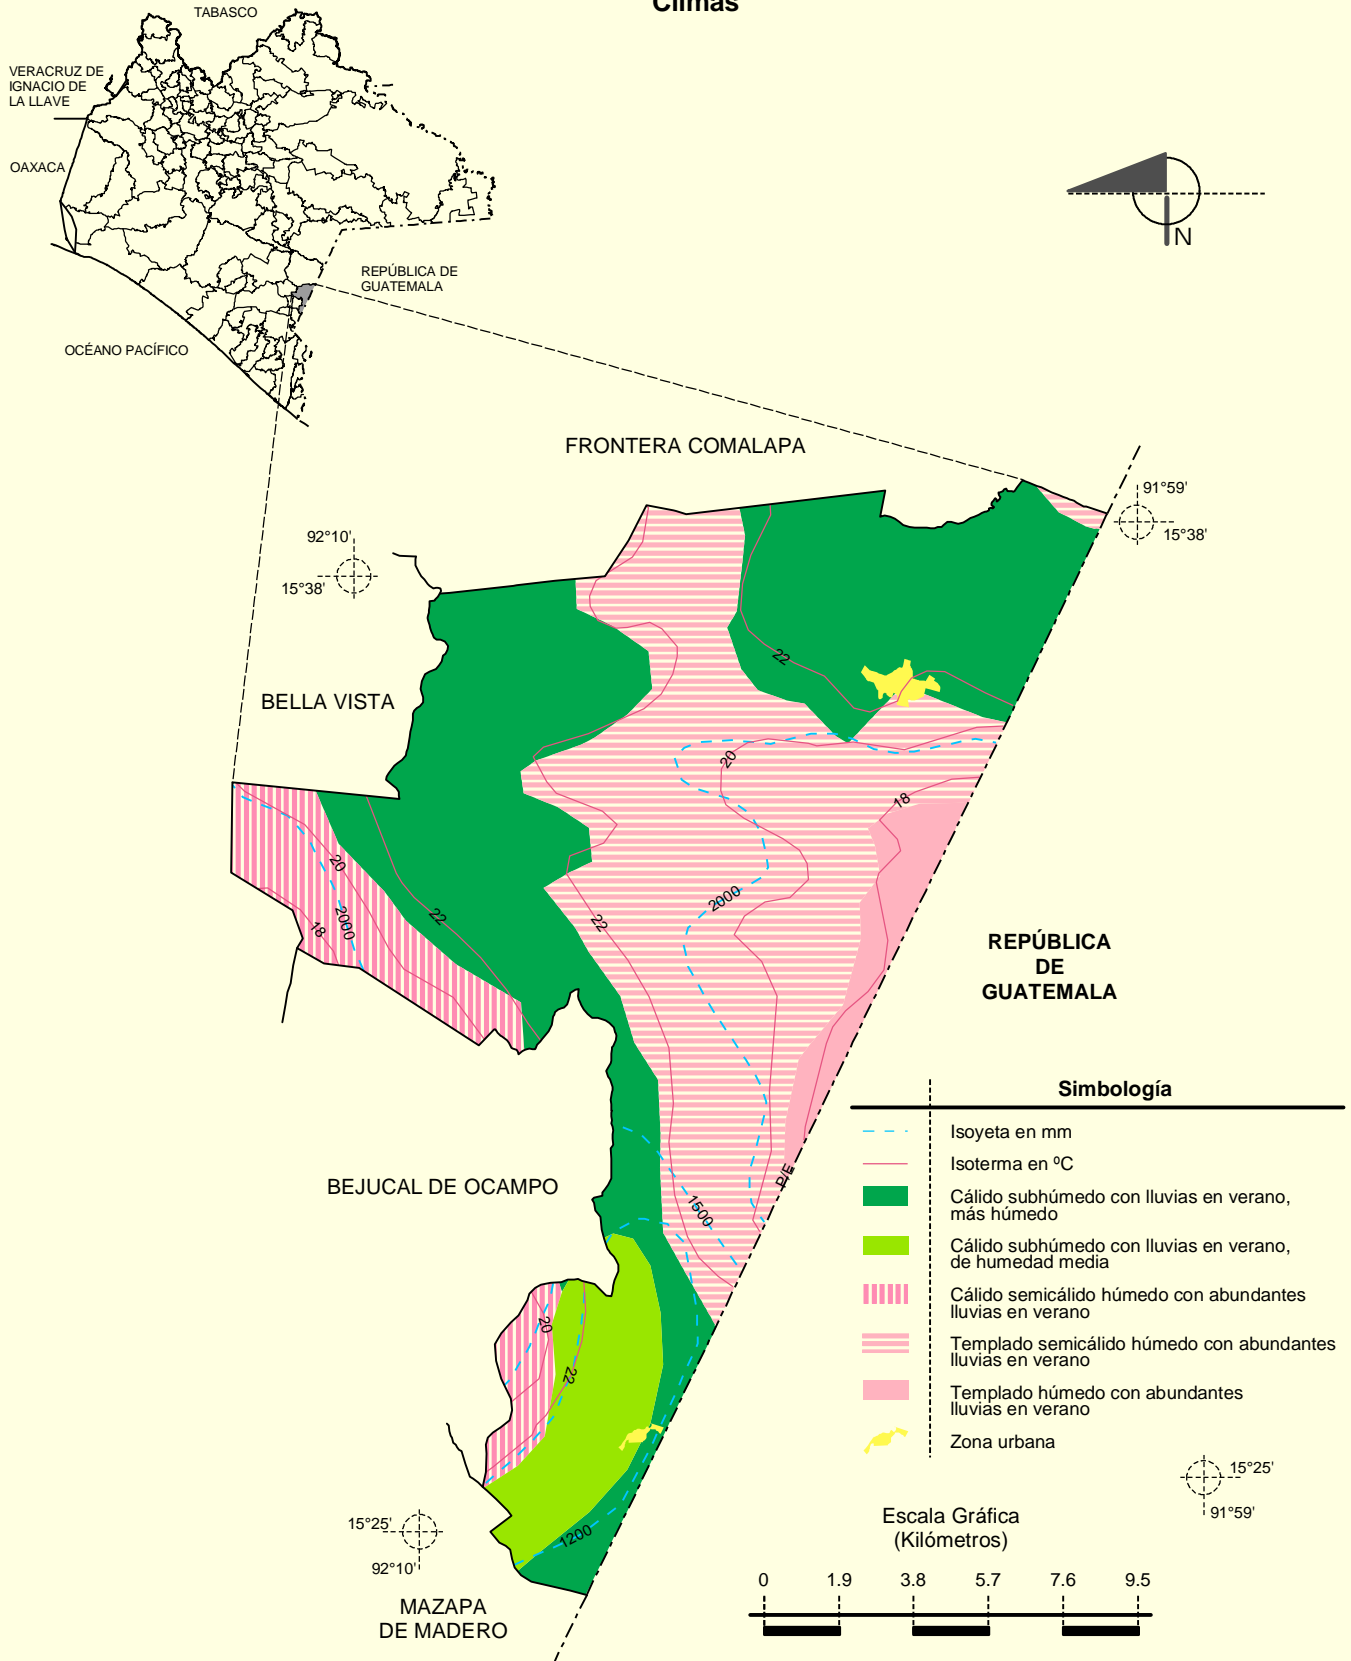 Climas
TABASCO
VERACRUZ DE
IGNACIO DE
LA LLAVE
OAXACA
REPÚBLICA DE
GUATEMALA
OCÉANO PACÍFICO
N
FRONTERA COMALAPA
91°59'
15°38'
92°10'
15°38'
BELLA VISTA
22
20
18
20
2000
18
22
22
2000
REPÚBLICA
DE
GUATEMALA
BEJUCAL DE OCAMPO
P/E
1500
20
22
1200
Simbología
Isoyeta en mm
Isoterma en ºC
Cálido subhúmedo con lluvias en verano,
más húmedo
Cálido subhúmedo con lluvias en verano,
de humedad media
Cálido semicálido húmedo con abundantes
lluvias en verano
Templado semicálido húmedo con abundantes
lluvias en verano
Templado húmedo con abundantes
lluvias en verano
Zona urbana
15°25'
91°59'
15°25'
92°10'
MAZAPA
DE MADERO
Escala Gráfica
(Kilómetros)
0 1.9 3.8 5.7 7.6 9.5